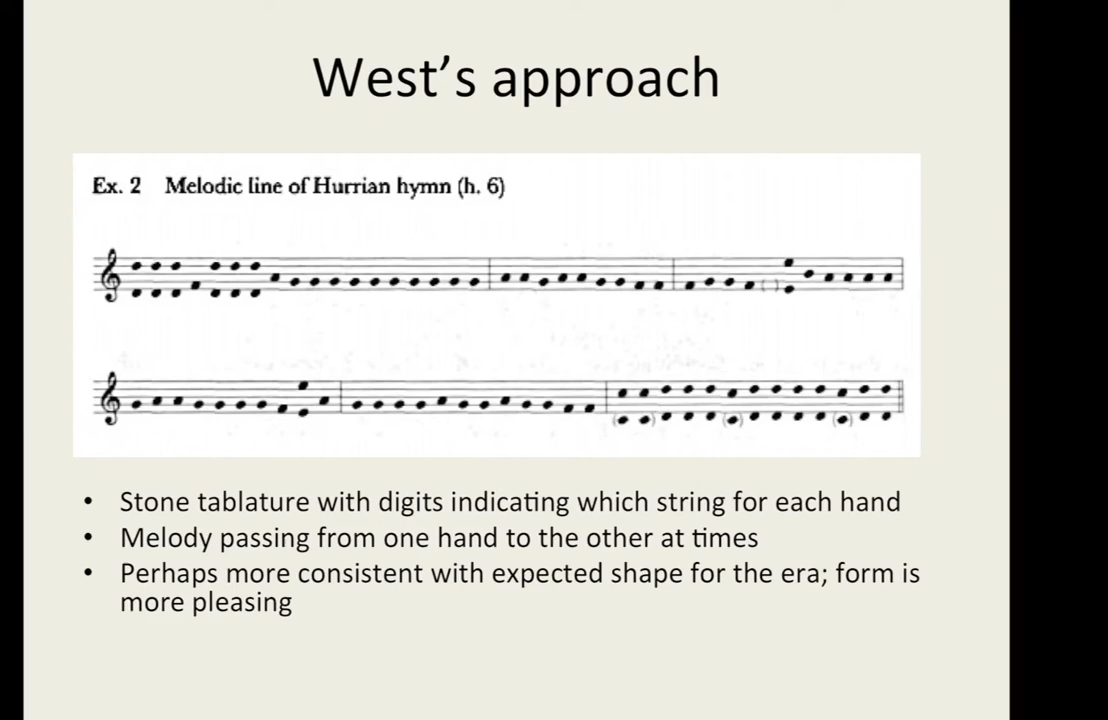 West’s approach
Ex. 2 Melodic line of Hurrian hymn (h. 6)
• Stone tablature with digits indicating which string for each hand
• Melody passing from one hand to the other at times
• Perhaps more consistent with expected shape for the era; form is
more pleasing